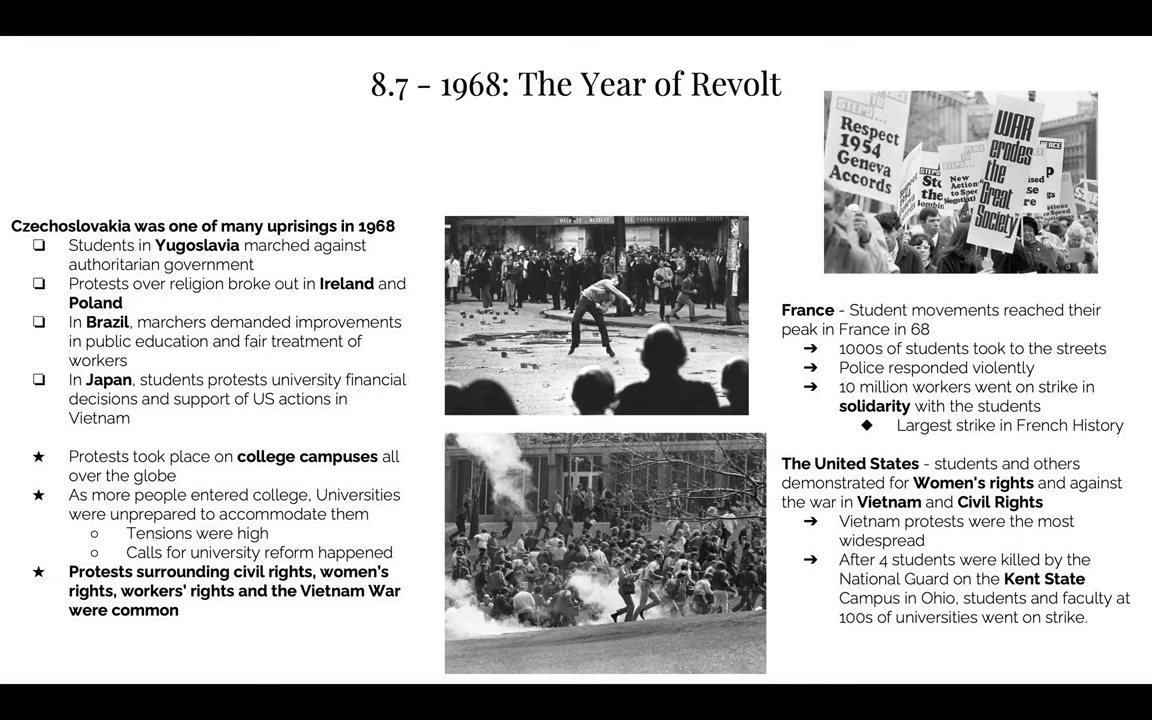 8.7 - 1968: The Year of Revolt
Czechoslovakia was one of many uprisings in 1968
❏ Students in Yugoslavia marched against
authoritarian government
❏ Protests over religion broke out in Ireland and
Poland
❏ In Brazil, marchers demanded improvements
in public education and fair treatment of
workers
❏ In Japan, students protests university financial
decisions and support of US actions in
Vietnam
★ Protests took place on college campuses all
over the globe
★ As more people entered college, Universities
were unprepared to accommodate them
○ Tensions were high
○ Calls for university reform happened
★ Protests surrounding civil rights, women's
rights, workers' rights and the Vietnam War
were common
STEPS...
Respect
1954
Geneva
Accords
New
WAR
erodes
the
"Great
Society"
France - Student movements reached their
peak in France in 68
➔ 1000s of students took to the streets
➔ Police responded violently
➔ 10 million workers went on strike in
solidarity with the students
◆ Largest strike in French History
The United States - students and others
demonstrated for Women's rights and against
the war in Vietnam and Civil Rights
➔ Vietnam protests were the most
widespread
➔ After 4 students were killed by the
National Guard on the Kent State
Campus in Ohio, students and faculty at
100s of universities went on strike.